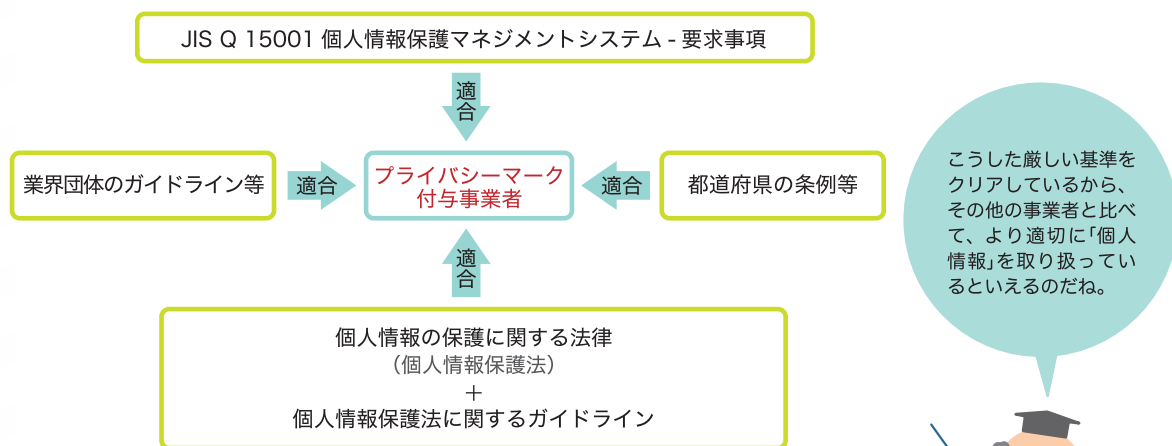 JIS Q 15001 個人情報保護マネジメントシステム - 要求事項
適合
業界団体のガイドライン等
適合
プライバシーマーク
付与事業者
適合
都道府県の条例等
適合
個人情報の保護に関する法律
（個人情報保護法）
＋
個人情報保護法に関するガイドライン
こうした厳しい基準を
クリアしているから、
その他の事業者と比べ
て、より適切に「個人
情報」を取り扱ってい
るといえるのだね。